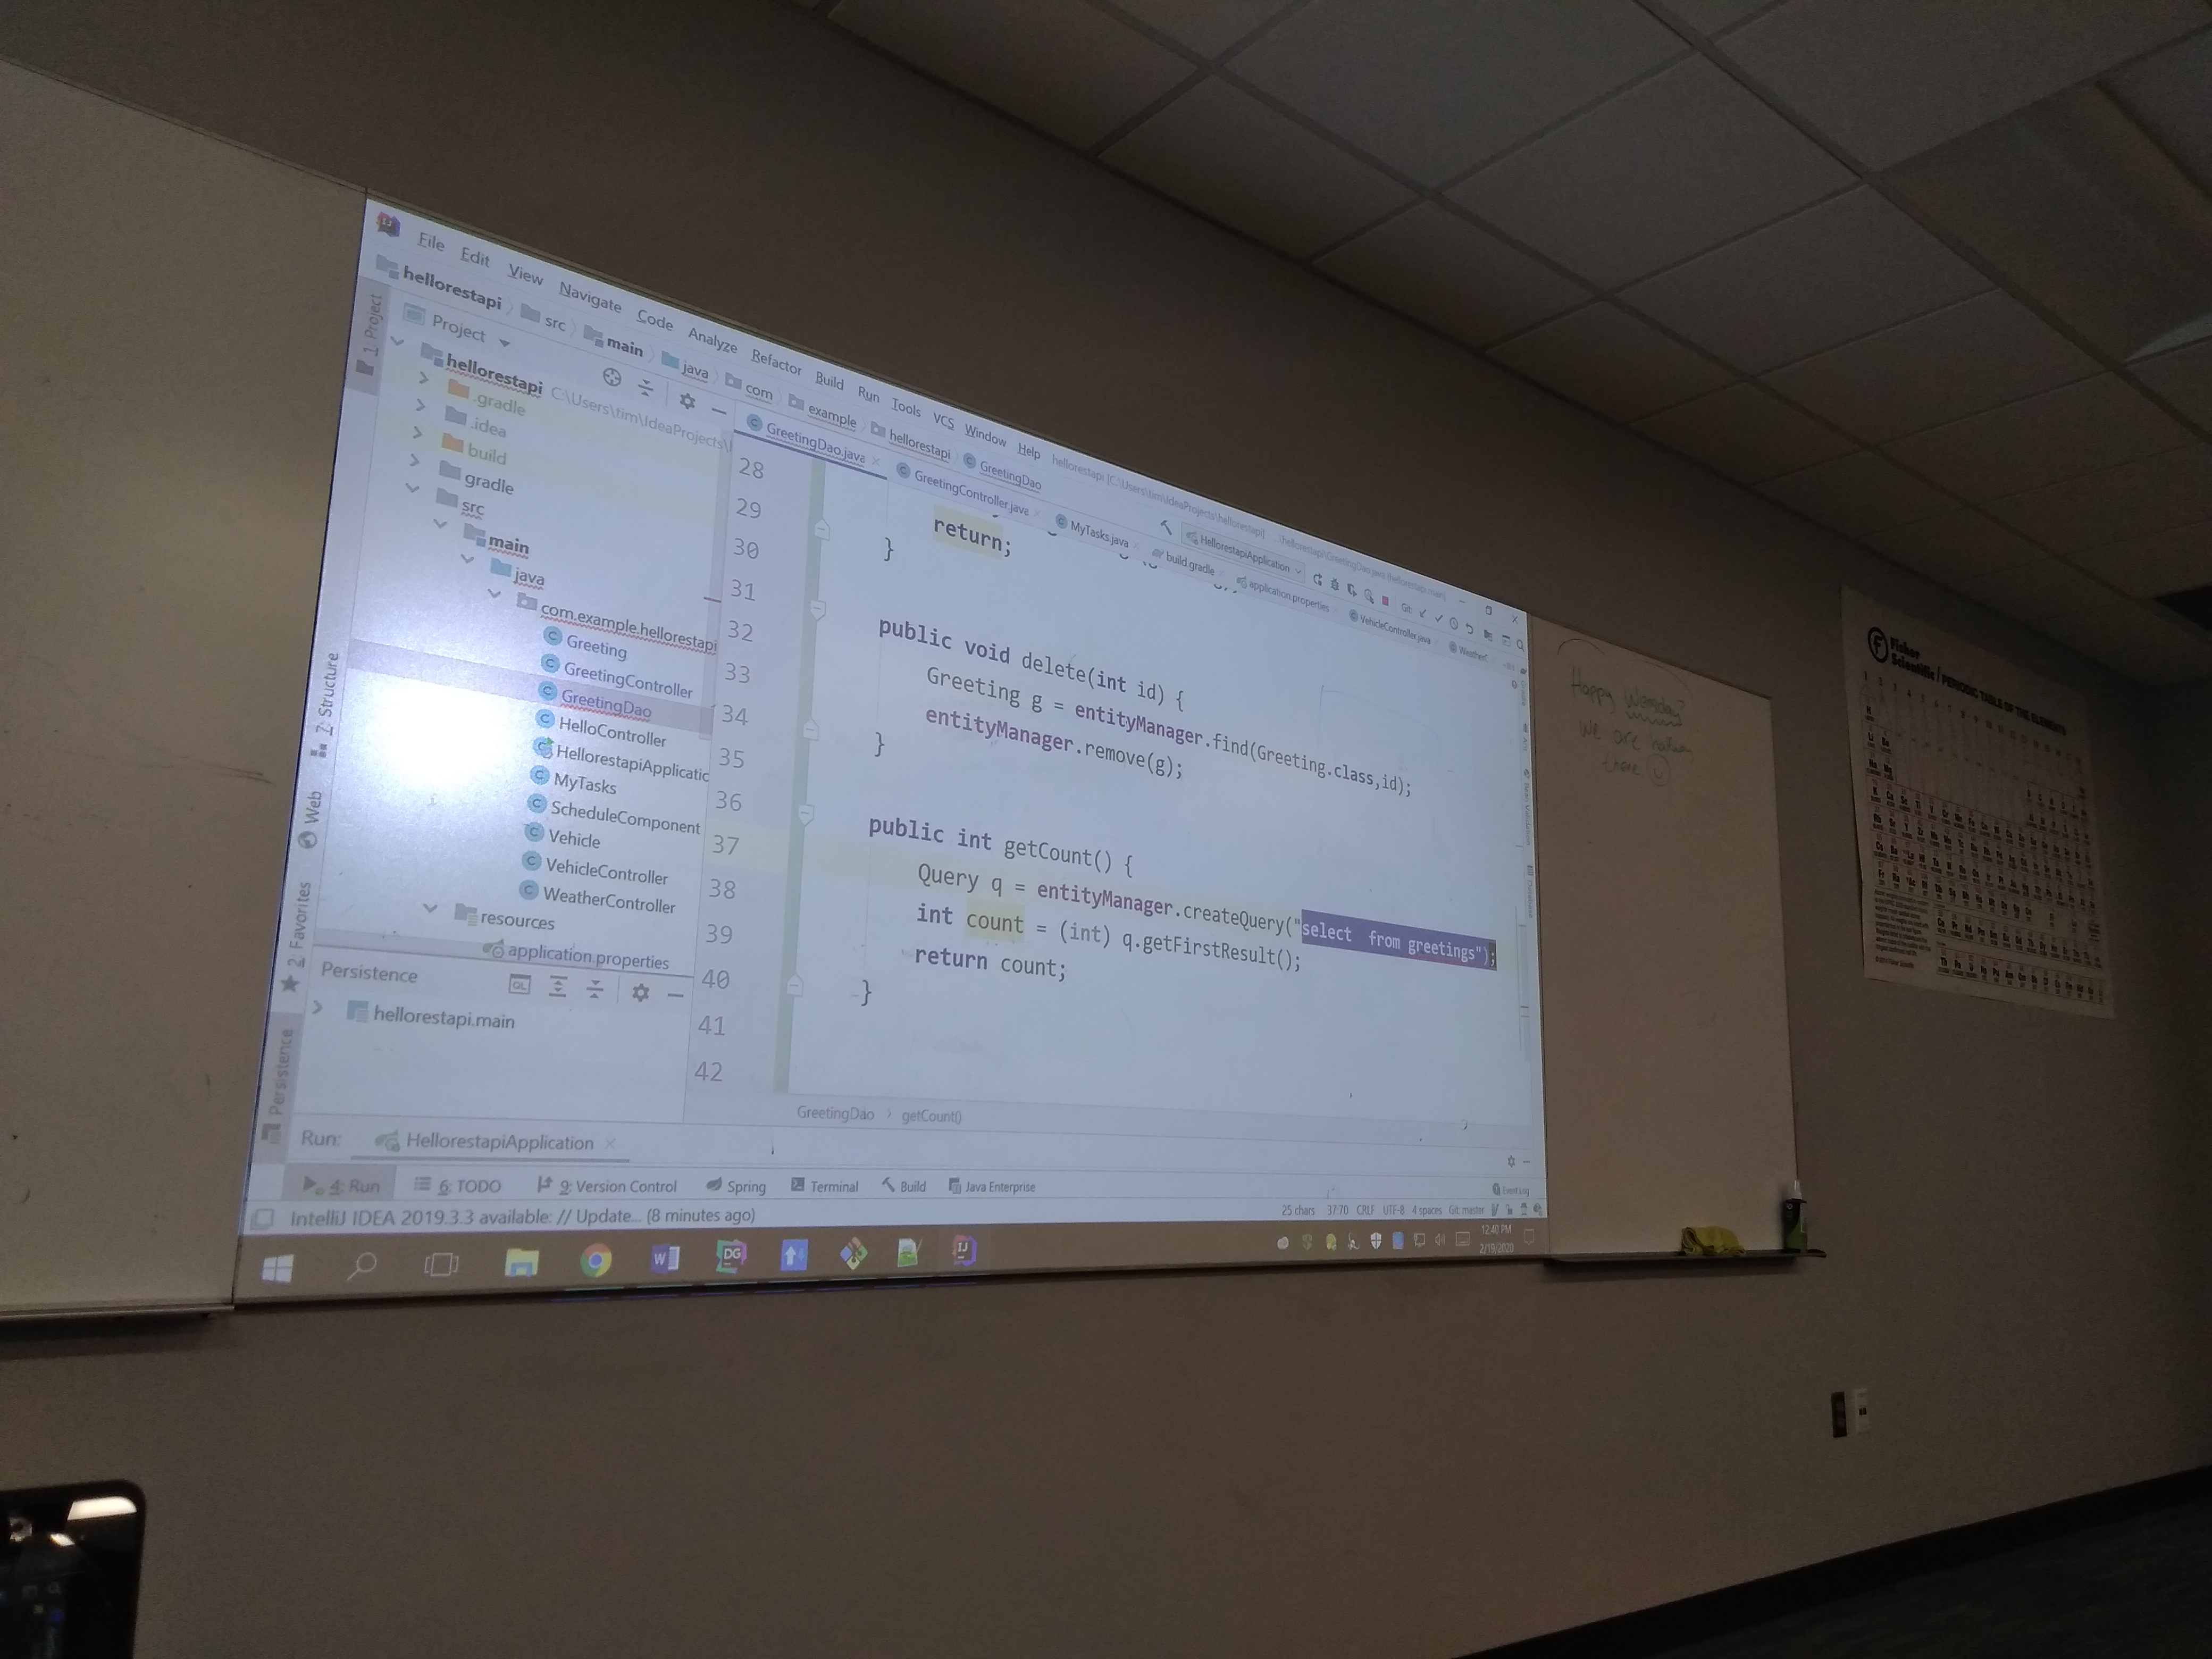 File Edit View Navigate Code Analyze Refactor Build Run Tools VCS Window Help hellorestapi [C:\Users\tim\IdeaProjects\hellorestapi]
hellorestapi src main java com example hellorestapi GreetingDao
HellorestapiApplication Git:
1: Project
Project
GreetingDao.java GreetingController.java MyTasks.java build.gradle application.properties VehicleController.java
hellorestapi C:\Users\tim\IdeaProjects\
.gradle
.idea
build
gradle
src
main
java
com.example.hellorestapi
Greeting
GreetingController
GreetingDao
HelloController
HellorestapiApplicatic
MyTasks
ScheduleComponent
Vehicle
VehicleController
WeatherController
resources
application.properties
7: Structure
Web
2: Favorites
Persistence
Persistence
hellorestapi.main
28
29 return;
30 }
31
32 public void delete(int id) {
33 Greeting g = entityManager.find(Greeting.class,id);
34 entityManager.remove(g);
35 }
36
37 public int getCount() {
38 Query q = entityManager.createQuery("select  from greetings");
39 int count = (int) q.getFirstResult();
40 return count;
41 }
42
GreetingDao getCount()
Run: HellorestapiApplication
4: Run 6: TODO 9: Version Control Spring Terminal Build Java Enterprise Event Log
IntelliJ IDEA 2019.3.3 available: // Update... (8 minutes ago) 25 chars 37:70 CRLF UTF-8 4 spaces Git: master
12:40 PM
2/19/2020
Happy
we are
there
Fisher
Scientific
PERIODIC TABLE OF THE ELEMENTS